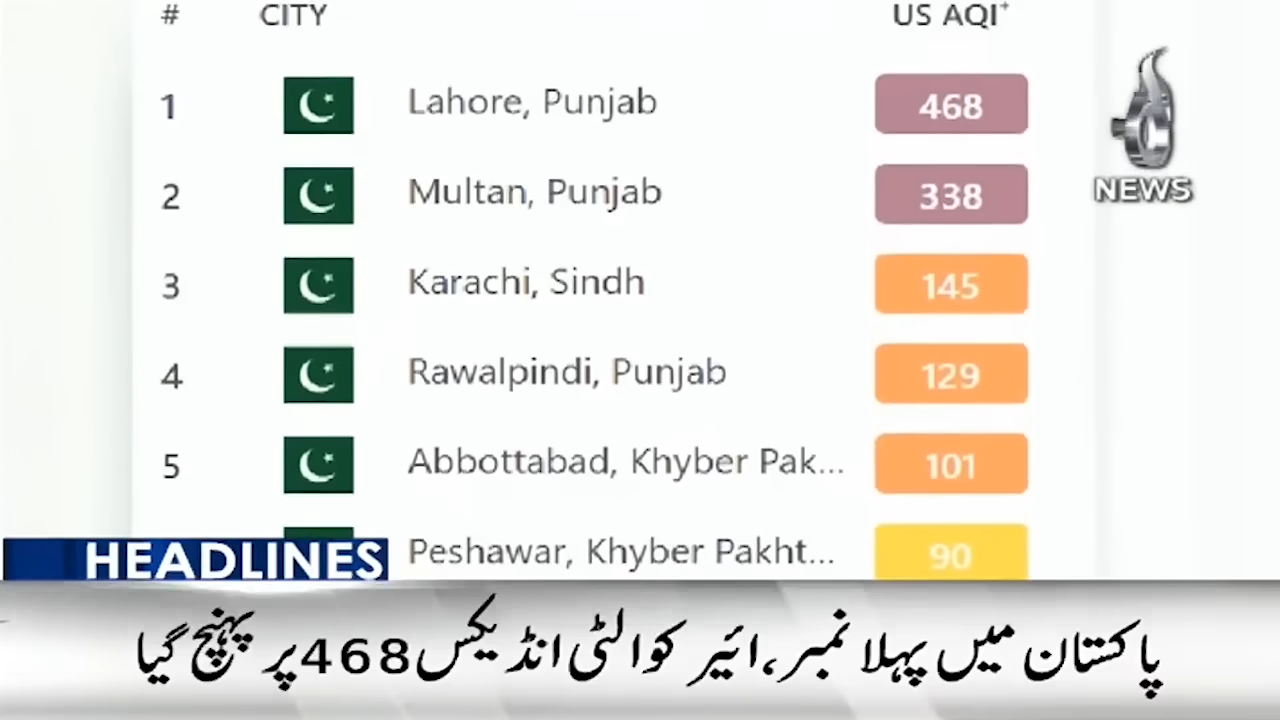 # CITY US AQI+
1 Lahore, Punjab 468
2 Multan, Punjab 338
3 Karachi, Sindh 145
4 Rawalpindi, Punjab 129
5 Abbottabad, Khyber Pak... 101
Peshawar, Khyber Pakht... 90
NEWS
HEADLINES
پاکستان میں پہلا نمبر، ائیر کوالٹی انڈیکس 468 پر پہنچ گیا